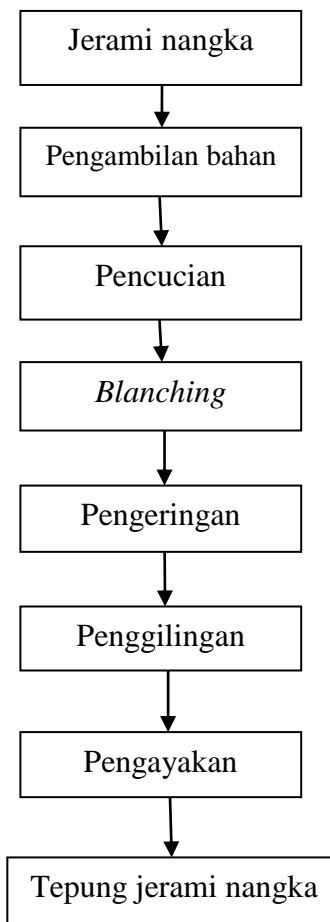 Jerami nangka
Pengambilan bahan
Pencucian
Blanching
Pengeringan
Penggilingan
Pengayakan
Tepung jerami nangka